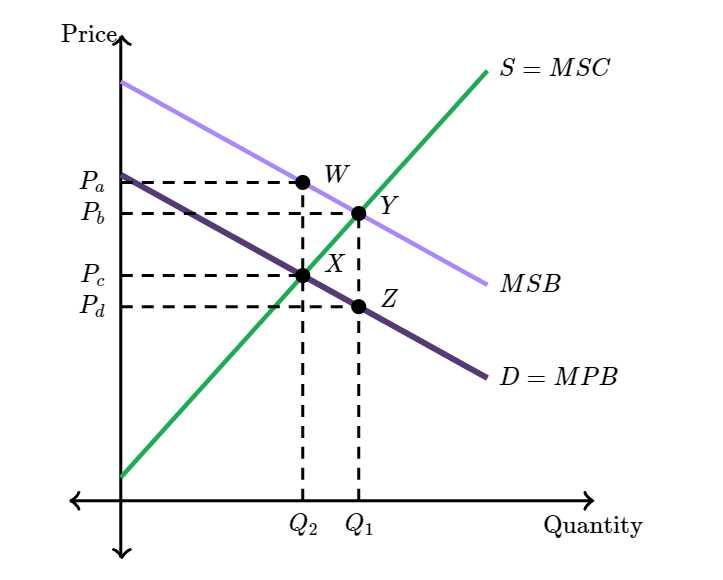 Price
S = MSC
W
P_a
Y
P_b
X
P_c
MSB
Z
P_d
D = MPB
Q_2
Q_1
Quantity